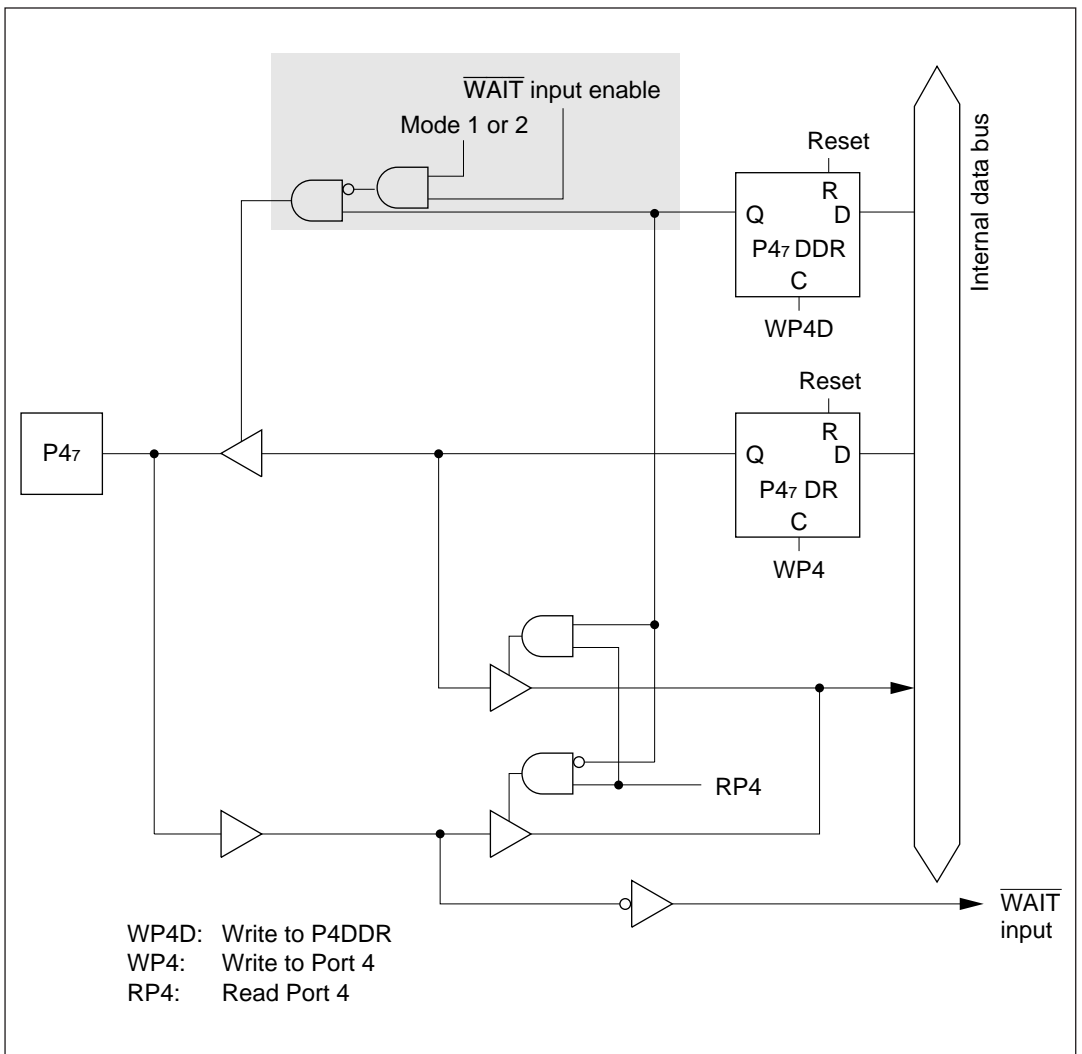 WAIT input enable
Mode 1 or 2
Reset
R
Q D
P47 DDR
C
WP4D
Internal data bus
Reset
R
Q D
P47 DR
C
WP4
P47
RP4
WAIT
input
WP4D: Write to P4DDR
WP4: Write to Port 4
RP4: Read Port 4